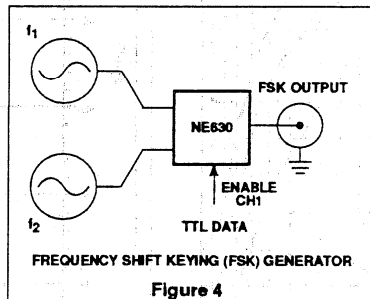 f1
FSK OUTPUT
NE630
ENABLE
CH1
f2
TTL DATA
FREQUENCY SHIFT KEYING (FSK) GENERATOR
Figure 4